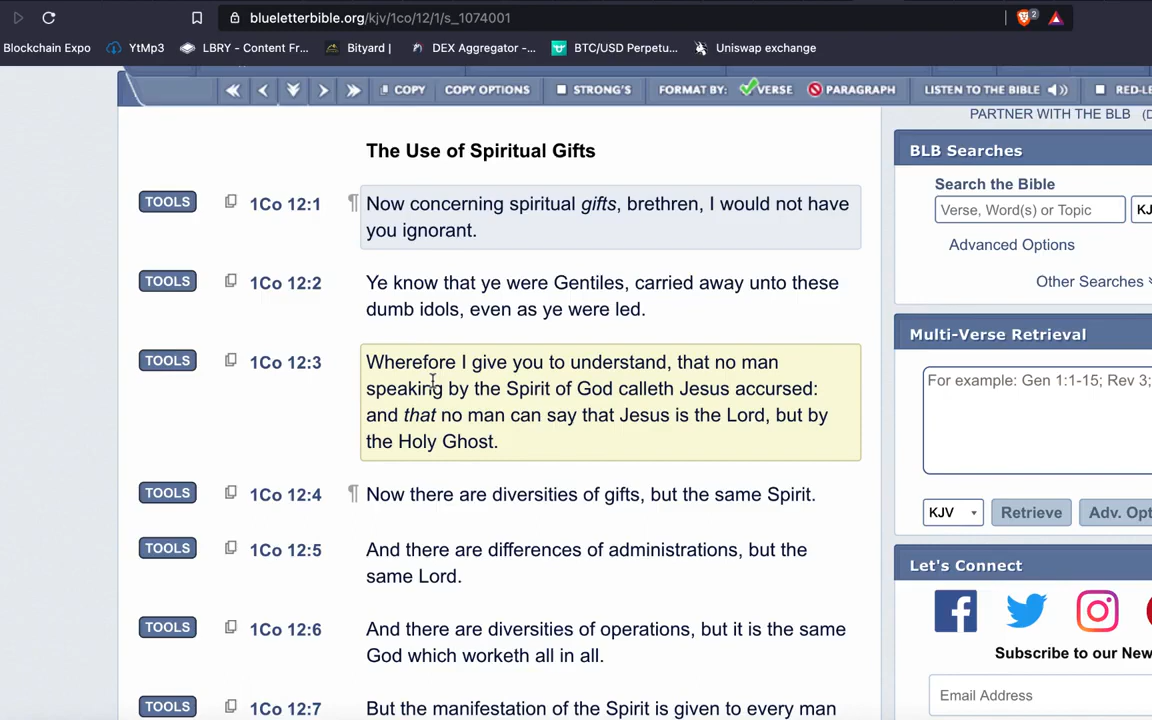 blueletterbible.org/kjv/1co/12/1/s_1074001
2
Blockchain Expo YtMp3 LBRY - Content Fr... Bityard | DEX Aggregator -... BTC/USD Perpetu... Uniswap exchange
COPY COPY OPTIONS STRONG'S FORMAT BY: VERSE PARAGRAPH LISTEN TO THE BIBLE RED-LE
PARTNER WITH THE BLB (D
The Use of Spiritual Gifts
TOOLS 1Co 12:1 ¶ Now concerning spiritual gifts, brethren, I would not have
you ignorant.
TOOLS 1Co 12:2 Ye know that ye were Gentiles, carried away unto these
dumb idols, even as ye were led.
TOOLS 1Co 12:3 Wherefore I give you to understand, that no man
speaking by the Spirit of God calleth Jesus accursed:
and that no man can say that Jesus is the Lord, but by
the Holy Ghost.
TOOLS 1Co 12:4 ¶ Now there are diversities of gifts, but the same Spirit.
TOOLS 1Co 12:5 And there are differences of administrations, but the
same Lord.
TOOLS 1Co 12:6 And there are diversities of operations, but it is the same
God which worketh all in all.
TOOLS 1Co 12:7 But the manifestation of the Spirit is given to every man
BLB Searches
Search the Bible
Verse, Word(s) or Topic KJ
Advanced Options
Other Searches
Multi-Verse Retrieval
For example: Gen 1:1-15; Rev 3;
KJV Retrieve Adv. Opt
Let's Connect
Subscribe to our New
Email Address